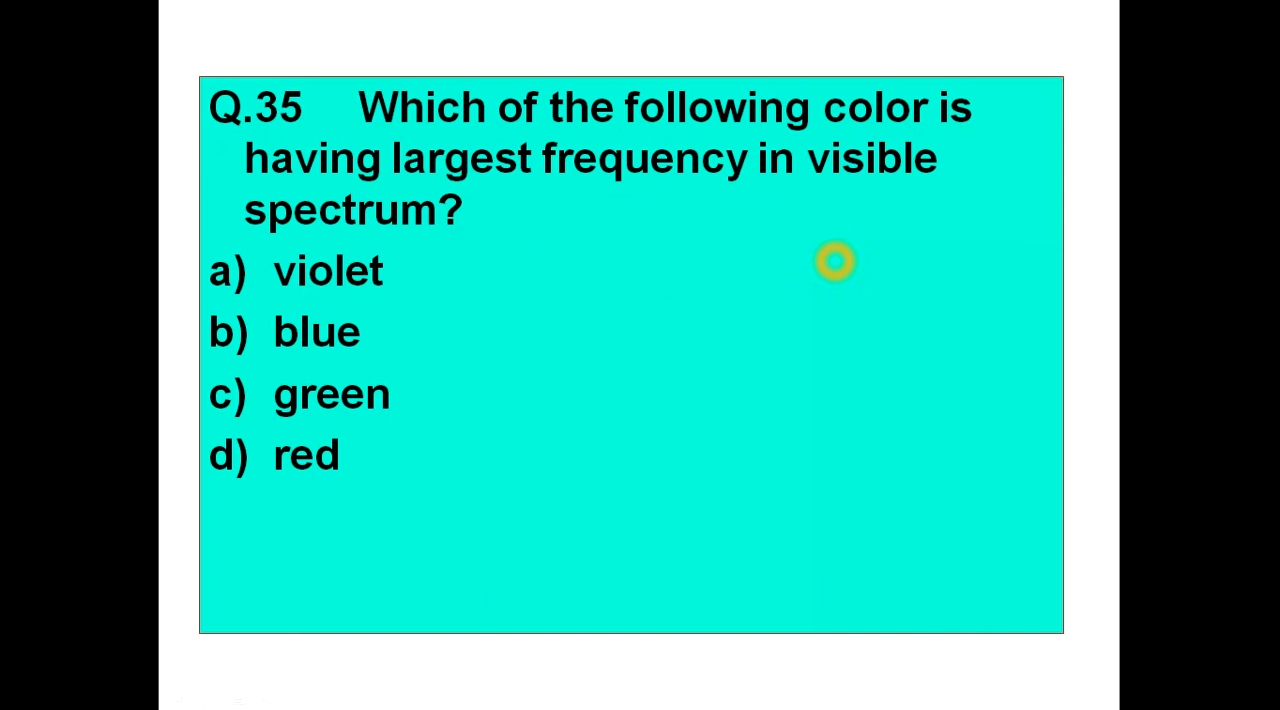 Q.35 Which of the following color is
having largest frequency in visible
spectrum?
a) violet
b) blue
c) green
d) red